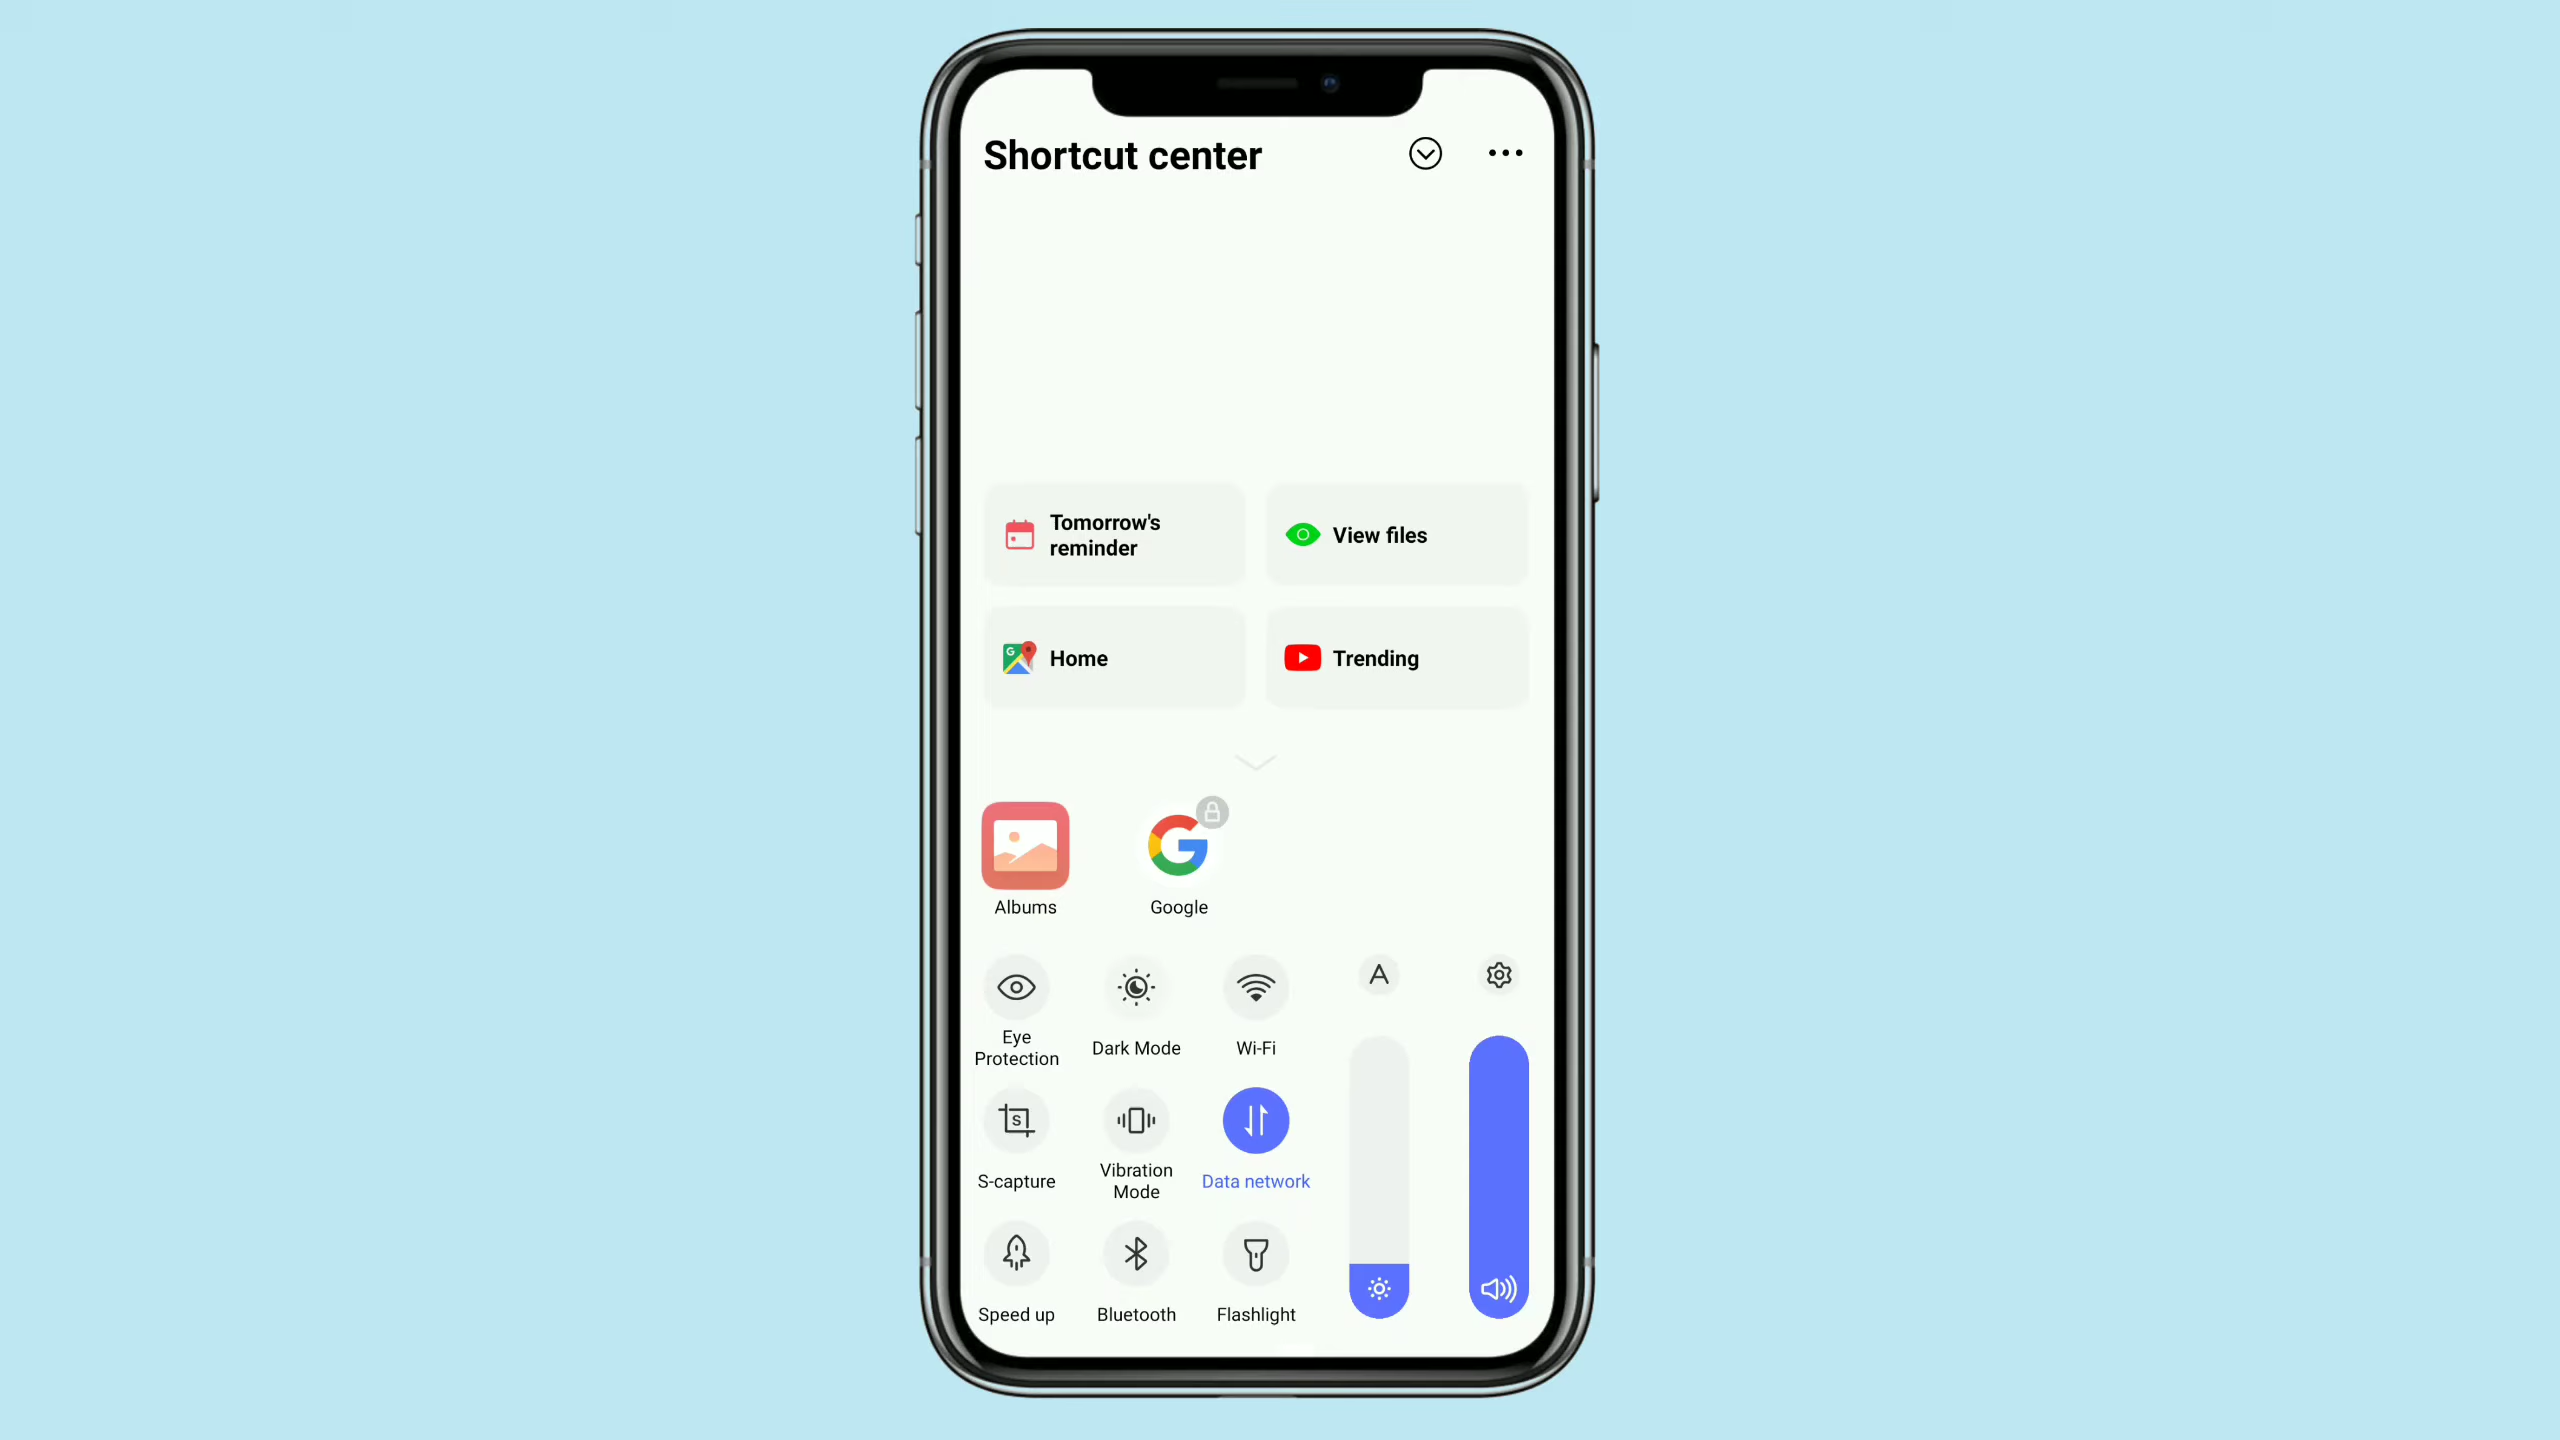 Shortcut center
Tomorrow's
reminder
View files
Home
Trending
Albums
Google
Eye
Protection
Dark Mode
Wi-Fi
A
S-capture
Vibration
Mode
Data network
Speed up
Bluetooth
Flashlight